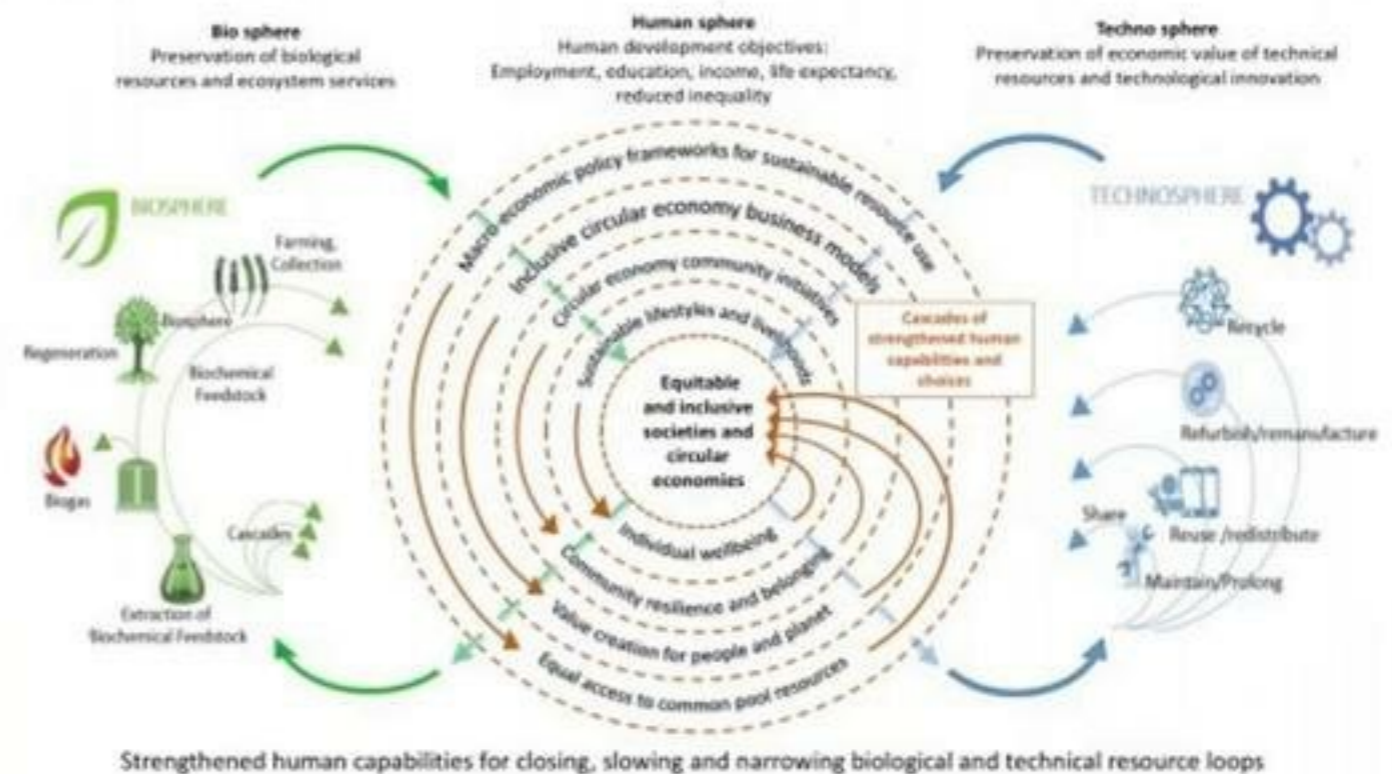 Bio sphere
Preservation of biological
resources and ecosystem services
Human sphere
Human development objectives:
Employment, education, income, life expectancy,
reduced inequality
Techno sphere
Preservation of economic value of technical
resources and technological innovation
BIOSPHERE
Farming,
Collection
Biosphere
Regeneration
Biochemical
Feedstock
Biogas
Cascades
Extraction of
Biochemical Feedstock
Macro economic policy frameworks for sustainable resource use
Inclusive circular economy business models
Circular economy community initiatives
Sustainable lifestyles and livelihoods
Equitable
and inclusive
societies and
circular
economies
Cascades of
strengthened human
capabilities and
choices
Individual wellbeing
Community resilience and belonging
Value creation for people and planet
Equal access to common pool resources
TECHNOSPHERE
Recycle
Refurbish/remanufacture
Share
Reuse /redistribute
Maintain/Prolong
Strengthened human capabilities for closing, slowing and narrowing biological and technical resource loops